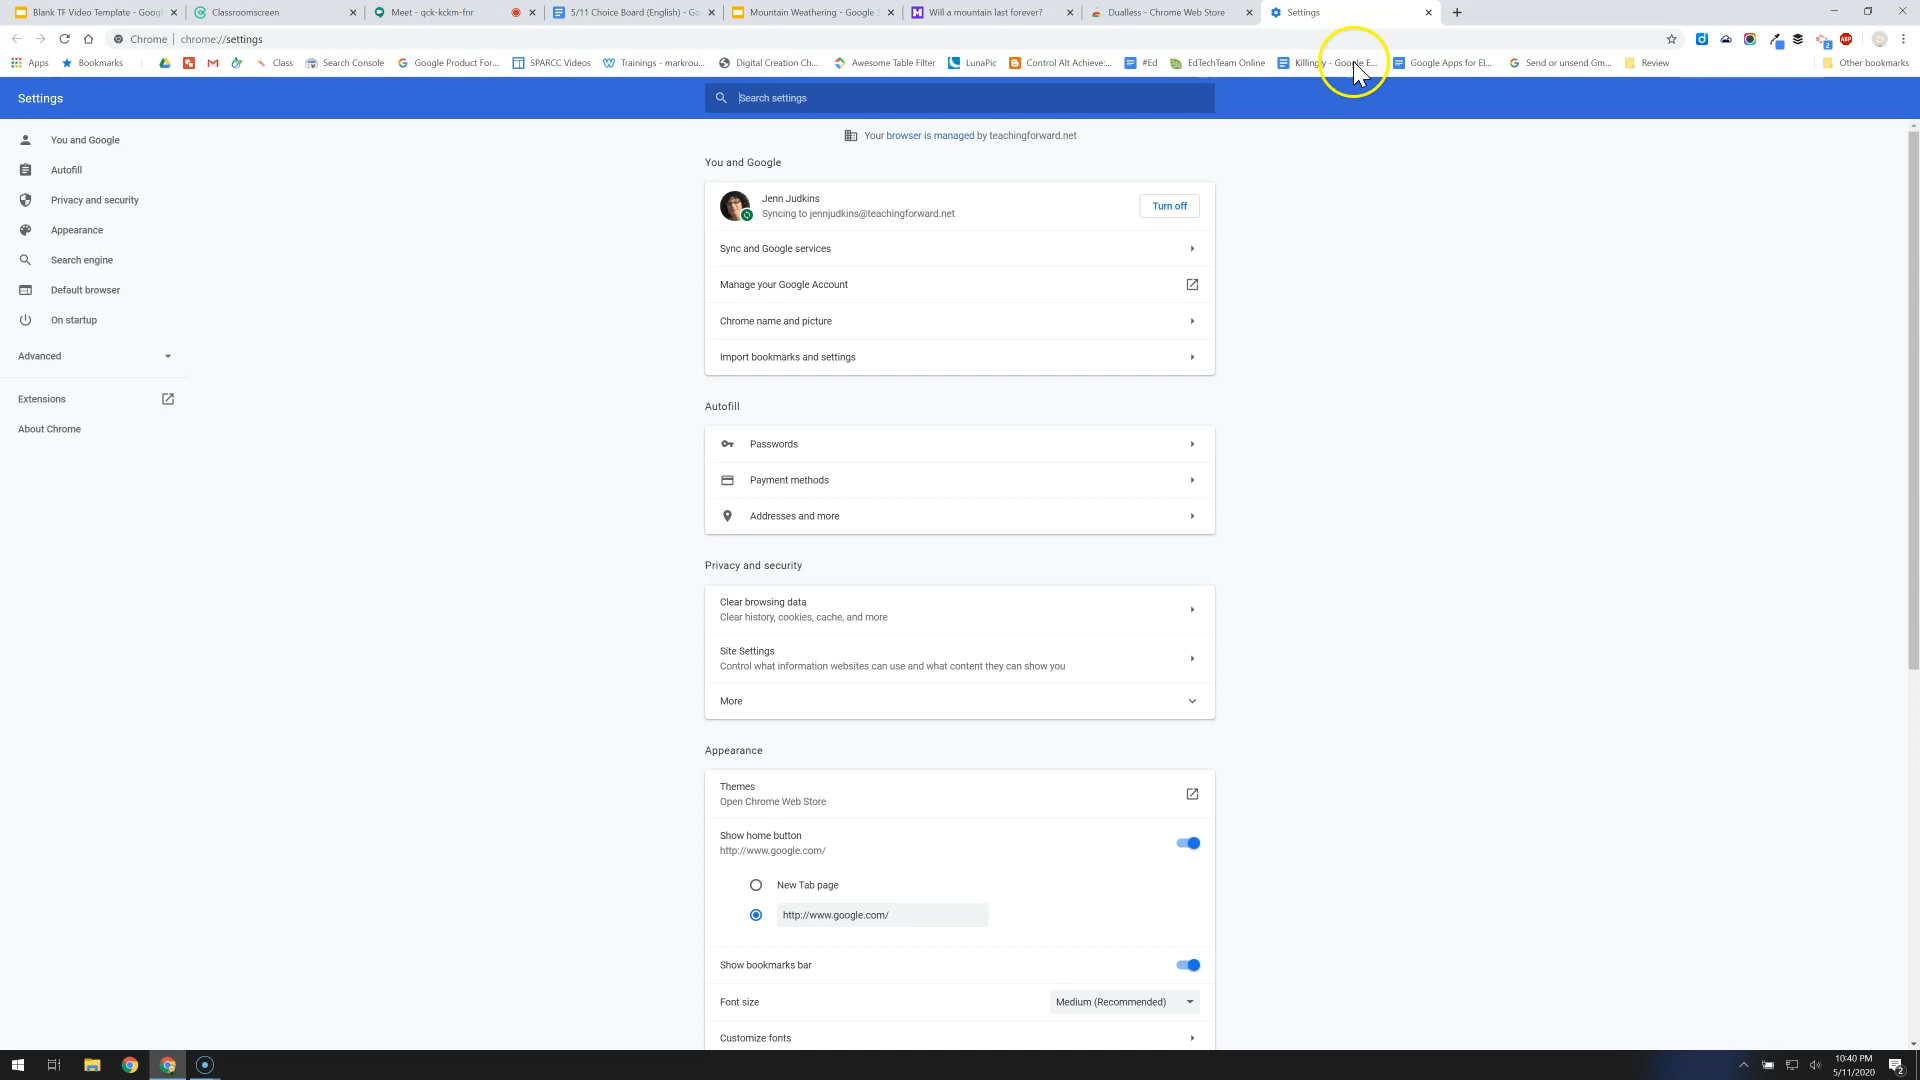 Blank TF Video Template - Googl
Classroomscreen
Meet - qck-kckm-fnr
5/11 Choice Board (English) - Go
Mountain Weathering - Google S
Will a mountain last forever?
Dualless - Chrome Web Store
Settings
Chrome | chrome://settings
Apps
Bookmarks
Class
Search Console
Google Product For...
SPARCC Videos
Trainings - markrou...
Digital Creation Ch...
Awesome Table Filter
LunaPic
Control Alt Achieve:...
#Ed
EdTechTeam Online
Google Apps for El...
Send or unsend Gm...
Review
Other bookmarks
Settings
Search settings
Your browser is managed by teachingforward.net
You and Google
Autofill
Privacy and security
Appearance
Search engine
Default browser
On startup
Advanced
Extensions
About Chrome
You and Google
Jenn Judkins
Syncing to jennjudkins@teachingforward.net
Turn off
Sync and Google services
Manage your Google Account
Chrome name and picture
Import bookmarks and settings
Autofill
Passwords
Payment methods
Addresses and more
Privacy and security
Clear browsing data
Clear history, cookies, cache, and more
Site Settings
Control what information websites can use and what content they can show you
More
Appearance
Themes
Open Chrome Web Store
Show home button
http://www.google.com/
New Tab page
http://www.google.com/
Show bookmarks bar
Font size
Medium (Recommended)
Customize fonts
10:40 PM
5/11/2020
2
2
ABP